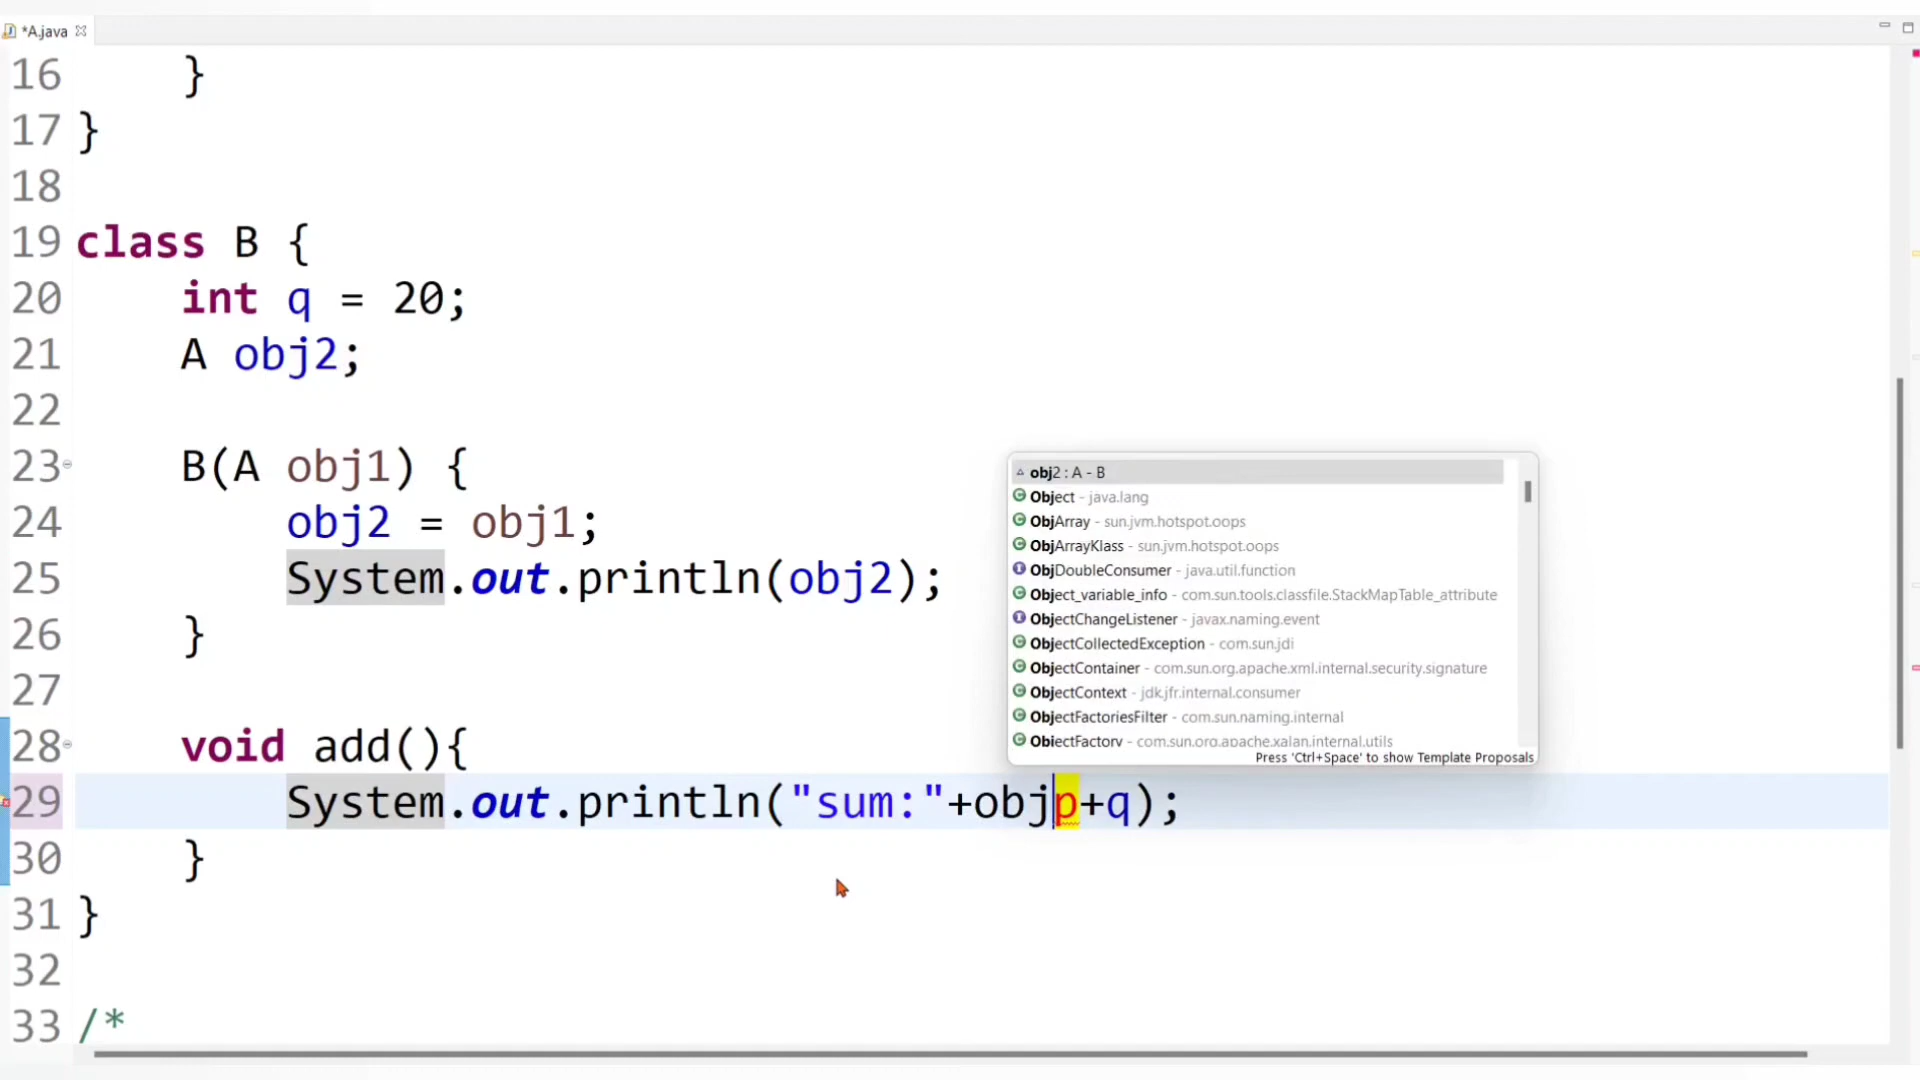 *A.java
16 }
17 }
18
19 class B {
20 int q = 20;
21 A obj2;
22
23 B(A obj1) {
24 obj2 = obj1;
25 System.out.println(obj2);
26 }
27
28 void add(){
29 System.out.println("sum:"+objp+q);
30 }
31 }
32
33 /*
obj2 : A - B
Object - java.lang
ObjArray - sun.jvm.hotspot.oops
ObjArrayKlass - sun.jvm.hotspot.oops
ObjDoubleConsumer - java.util.function
Object_variable_info - com.sun.tools.classfile.StackMapTable_attribute
ObjectChangeListener - javax.naming.event
ObjectCollectedException - com.sun.jdi
ObjectContainer - com.sun.org.apache.xml.internal.security.signature
ObjectContext - jdk.jfr.internal.consumer
ObjectFactoriesFilter - com.sun.naming.internal
ObjectFactory - com.sun.org.apache.xalan.internal.utils
Press 'Ctrl+Space' to show Template Proposals